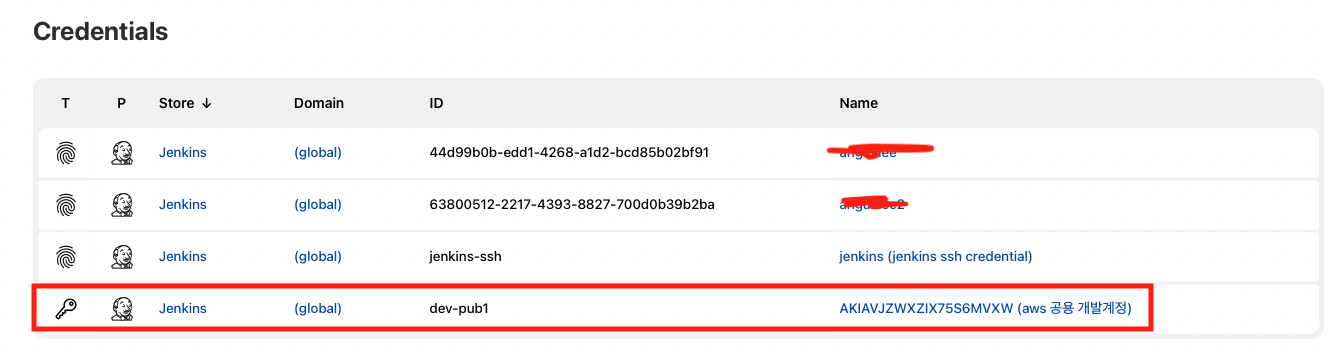 Credentials
T P Store ↓ Domain ID Name
Jenkins (global) 44d99b0b-edd1-4268-a1d2-bcd85b02bf91
Jenkins (global) 63800512-2217-4393-8827-700d0b39b2ba
Jenkins (global) jenkins-ssh jenkins (jenkins ssh credential)
Jenkins (global) dev-pub1 AKIAVJZWXZIX75S6MVXW (aws 공용 개발계정)